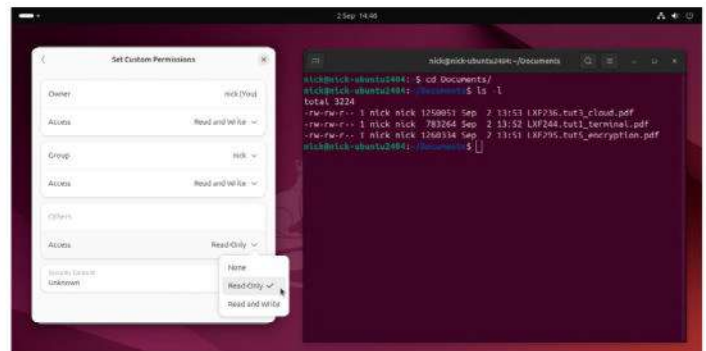 2 Sep 14:46
Set Custom Permissions
Owner nick (You)
Access Read and Write
Group nick
Access Read and Write
Others
Access Read-Only
Security Context
Unknown
None
Read-Only
Read and Write
nick@nick-ubuntu2404: ~/Documents
nick@nick-ubuntu2404:~$ cd Documents/
nick@nick-ubuntu2404:~/Documents$ ls -l
total 3224
-rw-rw-r-- 1 nick nick 1250051 Sep 2 13:53 LXF236.tut3_cloud.pdf
-rw-rw-r-- 1 nick nick 783264 Sep 2 13:52 LXF244.tut1_terminal.pdf
-rw-rw-r-- 1 nick nick 1260334 Sep 2 13:51 LXF295.tut5_encryption.pdf
nick@nick-ubuntu2404:~/Documents$